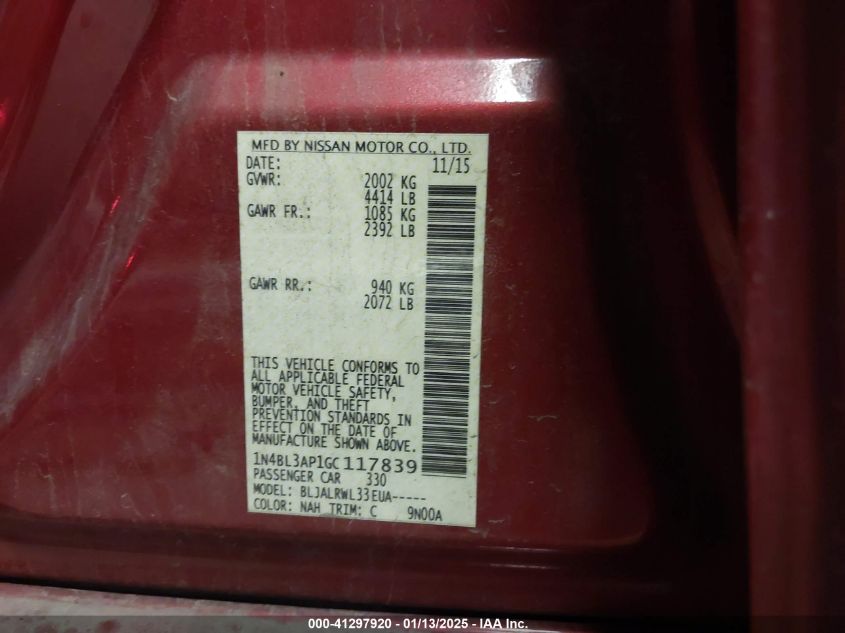 MFD BY NISSAN MOTOR CO., LTD.
DATE: 11/15
GVWR: 2002 KG
4414 LB
GAWR FR.: 1085 KG
2392 LB
GAWR RR.: 940 KG
2072 LB
THIS VEHICLE CONFORMS TO
ALL APPLICABLE FEDERAL
MOTOR VEHICLE SAFETY,
BUMPER, AND THEFT
PREVENTION STANDARDS IN
EFFECT ON THE DATE OF
MANUFACTURE SHOWN ABOVE.
1N4BL3AP1GC117839
PASSENGER CAR 330
MODEL: BLJALRWL33EUA-----
COLOR: NAH TRIM: C 9N00A
000-41297920 - 01/13/2025 - IAA Inc.